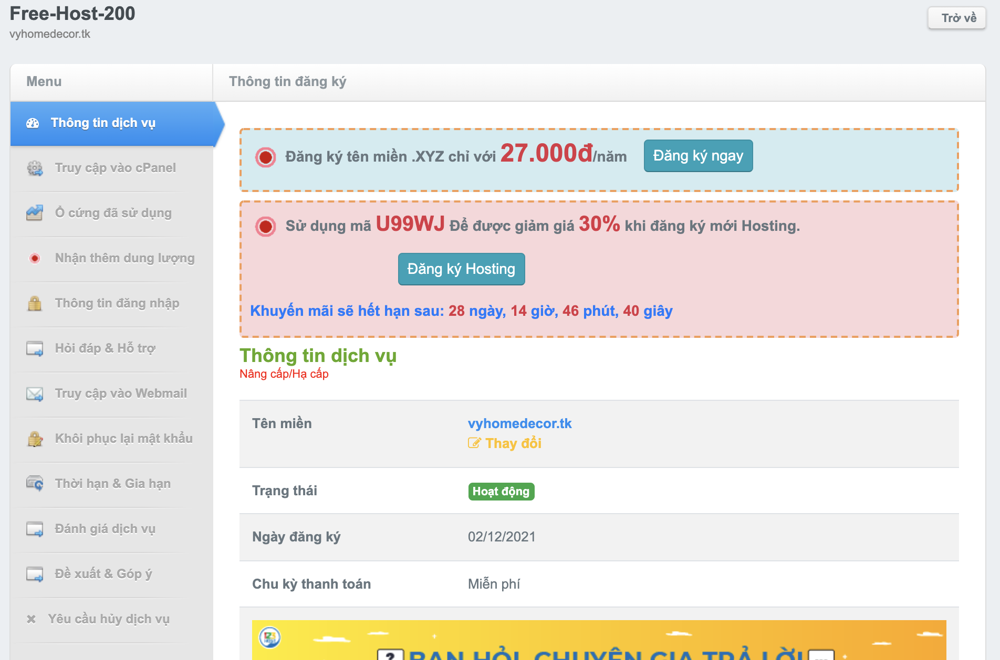 Free-Host-200
vyhomedecor.tk
Trở về
Menu
Thông tin dịch vụ
Truy cập vào cPanel
Ổ cứng đã sử dụng
Nhận thêm dung lượng
Thông tin đăng nhập
Hỏi đáp & Hỗ trợ
Truy cập vào Webmail
Khôi phục lại mật khẩu
Thời hạn & Gia hạn
Đánh giá dịch vụ
Đề xuất & Góp ý
Yêu cầu hủy dịch vụ
Thông tin đăng ký
Đăng ký tên miền .XYZ chỉ với 27.000đ/năm Đăng ký ngay
Sử dụng mã U99WJ Để được giảm giá 30% khi đăng ký mới Hosting.
Đăng ký Hosting
Khuyến mãi sẽ hết hạn sau: 28 ngày, 14 giờ, 46 phút, 40 giây
Thông tin dịch vụ
Nâng cấp/Hạ cấp
Tên miền vyhomedecor.tk
Thay đổi
Trạng thái Hoạt động
Ngày đăng ký 02/12/2021
Chu kỳ thanh toán Miễn phí
123
HOST
? BẠN HỎI, CHUYÊN GIA TRẢ LỜI ...